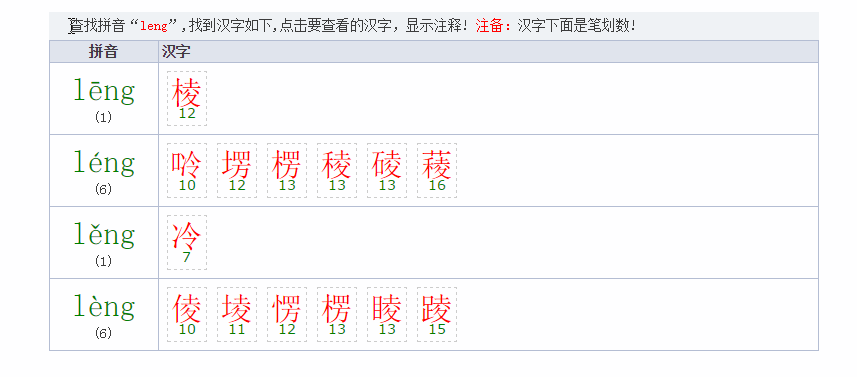 查找拼音“leng”,找到汉字如下,点击要查看的汉字，显示注释! 注备：汉字下面是笔划数!
拼音 汉字
lēng
(1)
棱
12
léng
(6)
唥 塄 楞 稜 碐 薐
10 12 13 13 13 16
lěng
(1)
冷
7
lèng
(6)
倰 堎 愣 楞 睖 踜
10 11 12 13 13 15